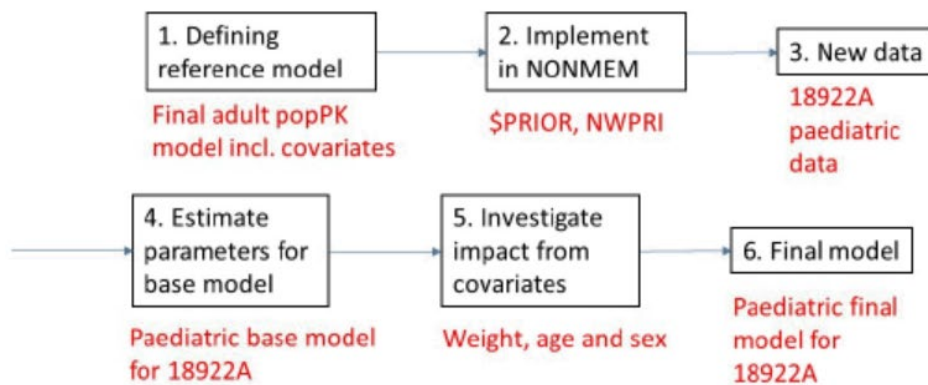 1. Defining
reference model
Final adult popPK
model incl. covariates
2. Implement
in NONMEM
$PRIOR, NWPRI
3. New data
18922A
paediatric
data
4. Estimate
parameters for
base model
Paediatric base model
for 18922A
5. Investigate
impact from
covariates
Weight, age and sex
6. Final model
Paediatric final
model for
18922A